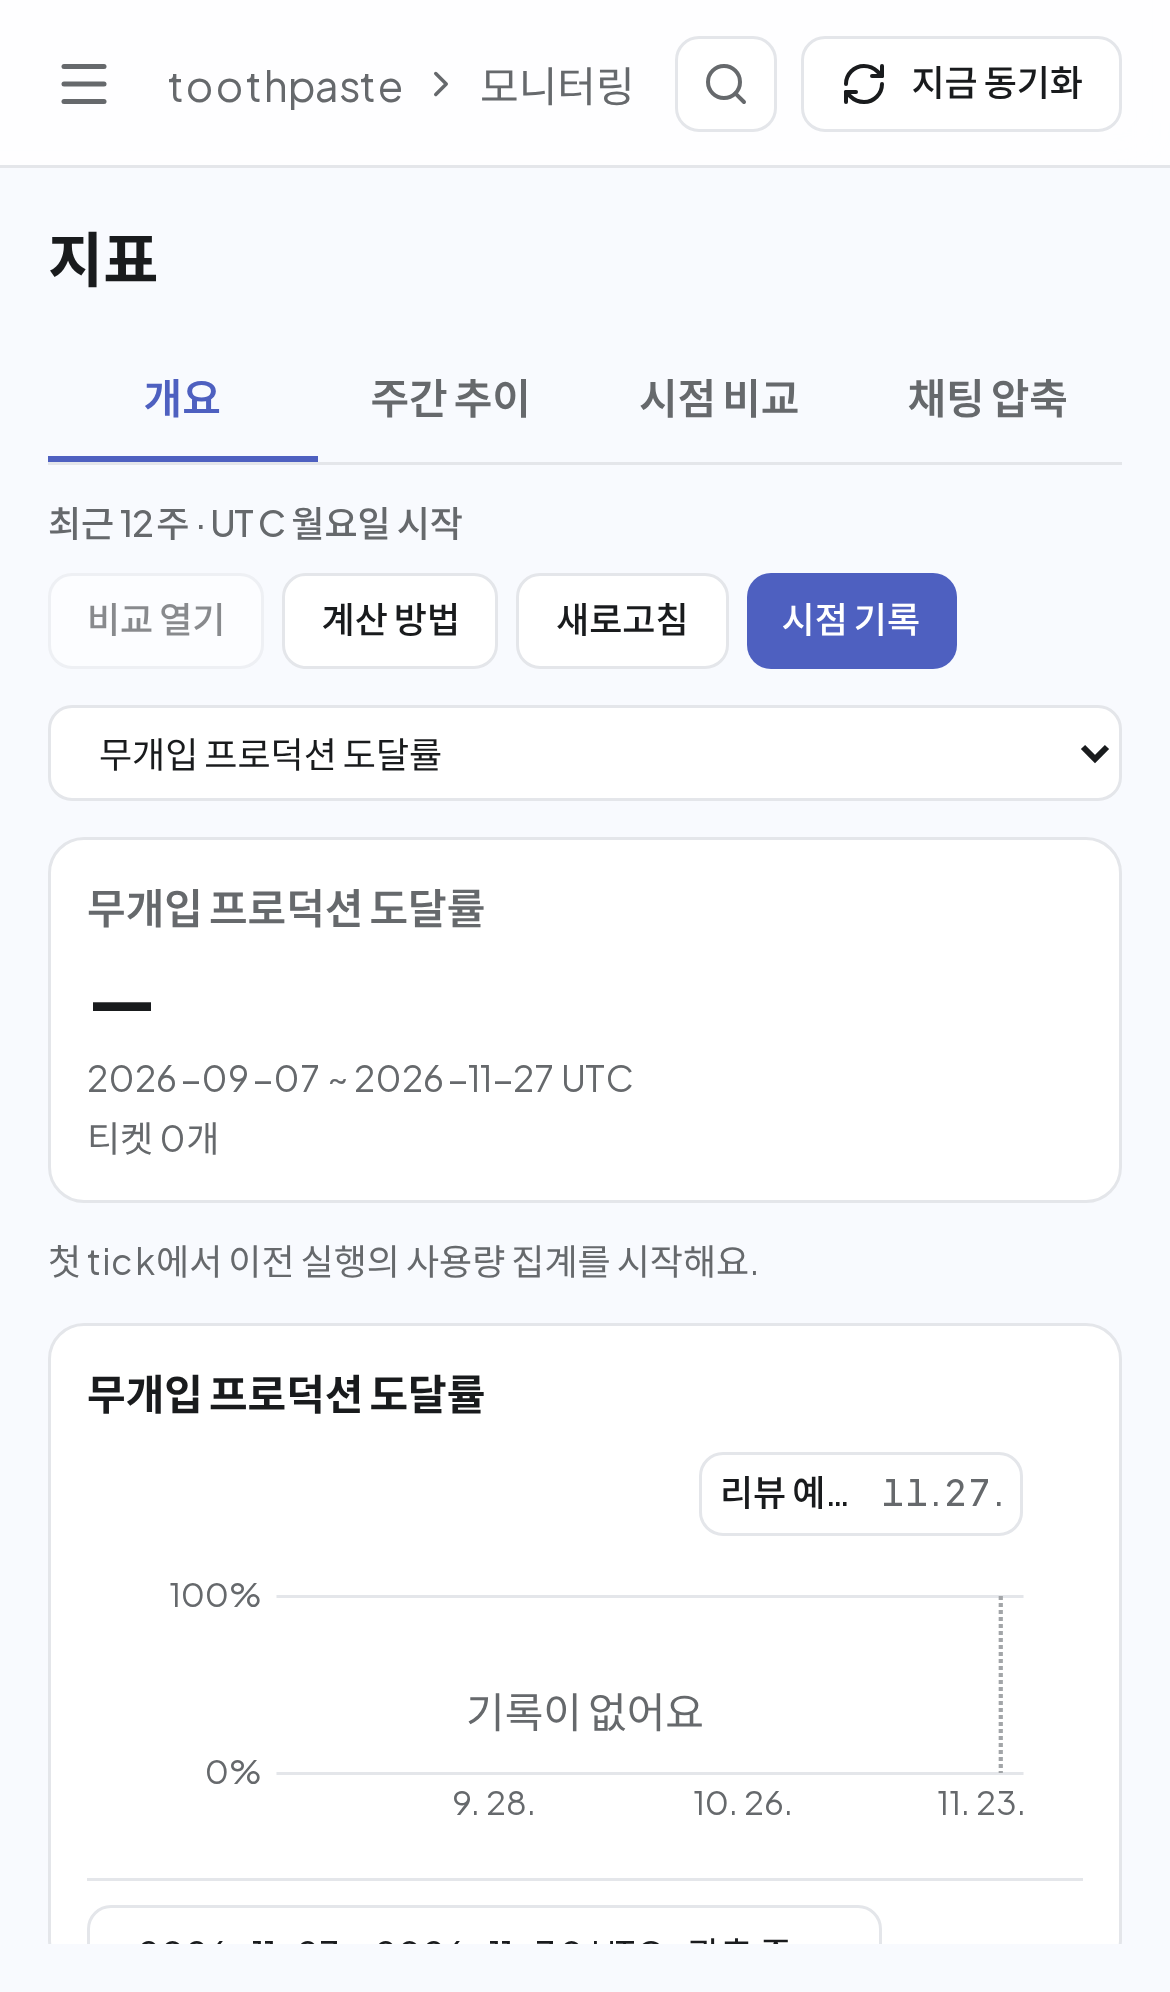 toothpaste > 모니터링
지금 동기화
지표
개요
주간 추이
시점 비교
채팅 압축
최근 12주 · UTC 월요일 시작
비교 열기
계산 방법
새로고침
시점 기록
무개입 프로덕션 도달률
무개입 프로덕션 도달률
—
2026-09-07 ~ 2026-11-27 UTC
티켓 0개
첫 tick에서 이전 실행의 사용량 집계를 시작해요.
무개입 프로덕션 도달률
리뷰 예... 11.27.
100%
기록이 없어요
0%
9. 28.
10. 26.
11. 23.